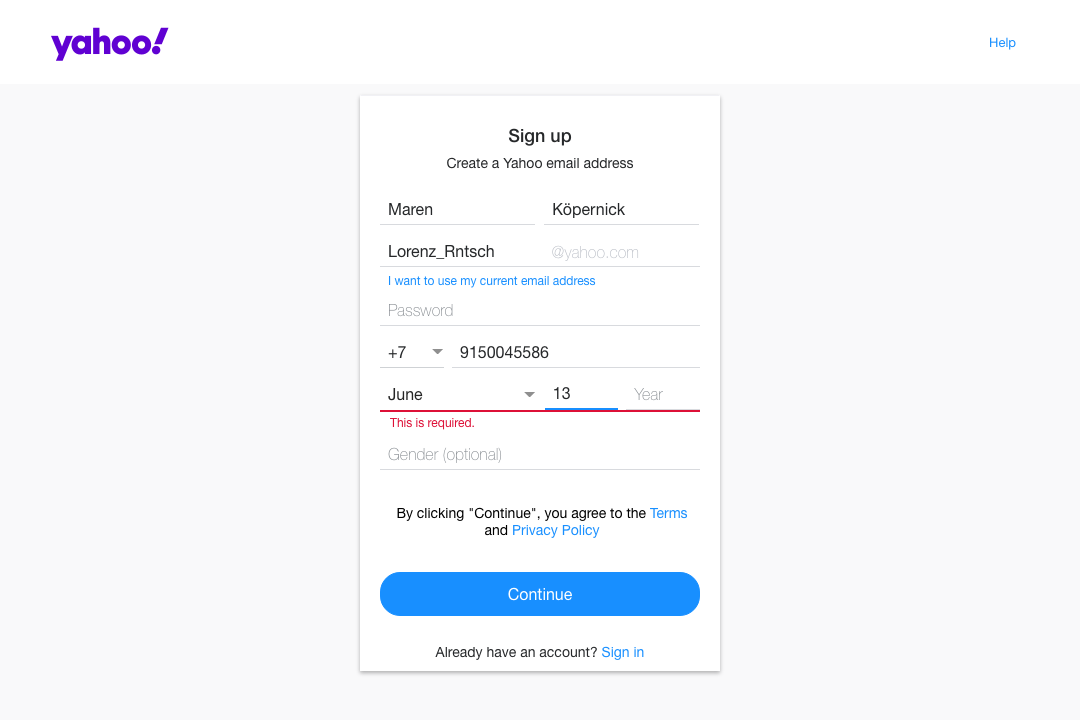 yahoo!
Help
Sign up
Create a Yahoo email address
Maren Köpernick
Lorenz_Rntsch @yahoo.com
I want to use my current email address
Password
+7 9150045586
June 13 Year
This is required.
Gender (optional)
By clicking "Continue", you agree to the Terms
and Privacy Policy
Continue
Already have an account? Sign in